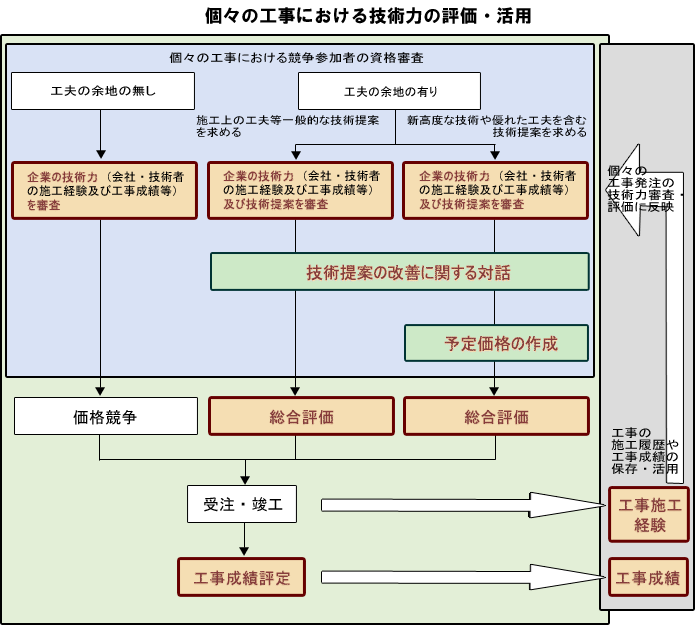 個々の工事における技術力の評価・活用
個々の工事における競争参加者の資格審査
工夫の余地の無し
工夫の余地の有り
施工上の工夫等一般的な技術提案
を求める
新高度な技術や優れた工夫を含む
技術提案を求める
企業の技術力（会社・技術者
の施工経験及び工事成績等）
を審査
企業の技術力（会社・技術者
の施工経験及び工事成績等）
及び技術提案を審査
企業の技術力（会社・技術者
の施工経験及び工事成績等）
及び技術提案を審査
個々の
工事発注の
技術力審査・
評価に反映
技術提案の改善に関する対話
予定価格の作成
価格競争
総合評価
総合評価
工事の
施工履歴や
工事成績の
保存・活用
受注・竣工
工事施工
経験
工事成績評定
工事成績